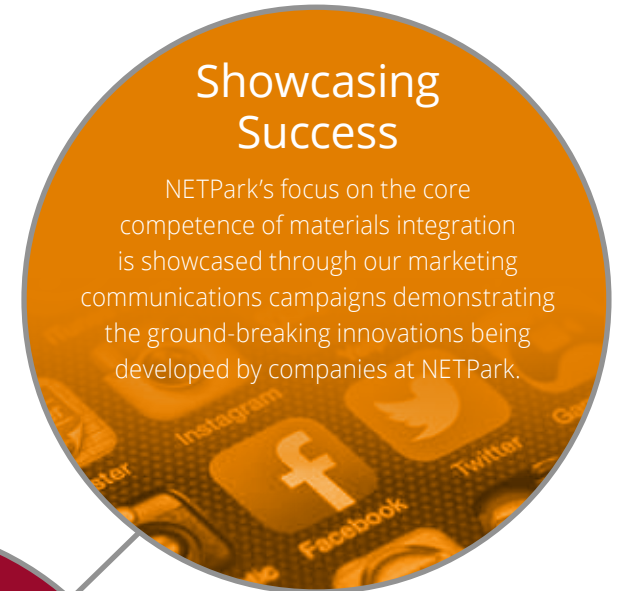 Showcasing
Success
NETPark’s focus on the core
competence of materials integration
is showcased through our marketing
communications campaigns demonstrating
the ground-breaking innovations being
developed by companies at NETPark.
Instagram
Twitter
Facebook